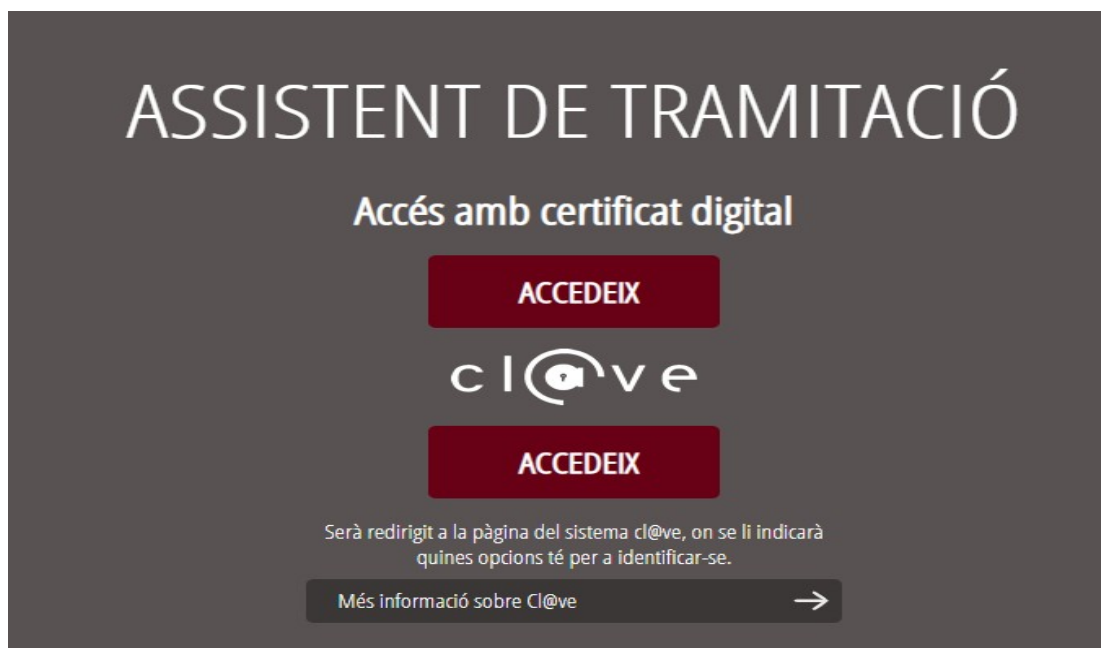 ASSISTENT DE TRAMITACIÓ
Accés amb certificat digital
ACCEDEIX
cl@ve
ACCEDEIX
Serà redirigit a la pàgina del sistema cl@ve, on se li indicarà
quines opcions té per a identificar-se.
Més informació sobre Cl@ve